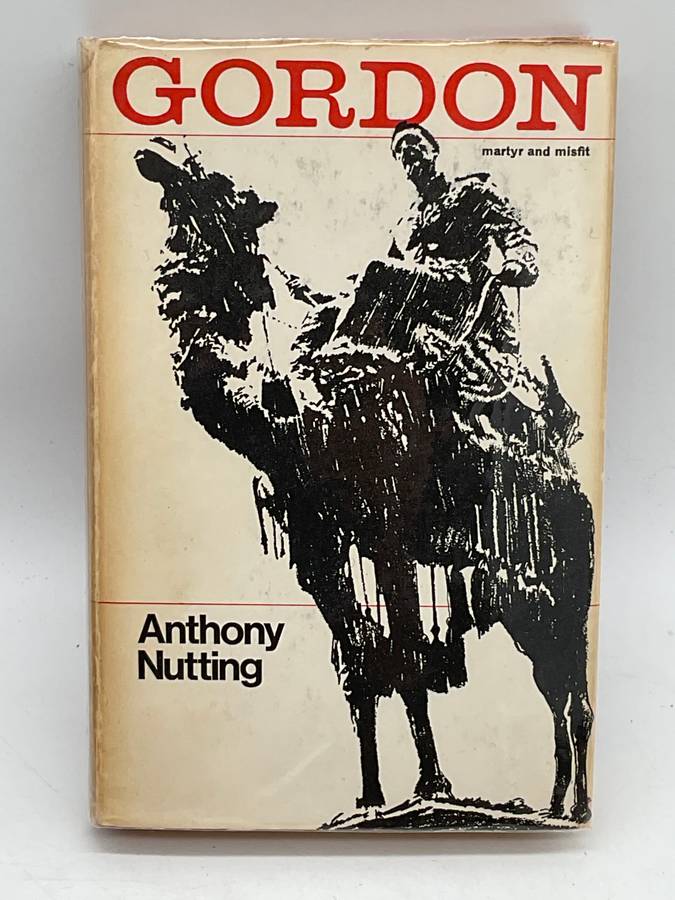 GORDON
martyr and misfit
Anthony
Nutting